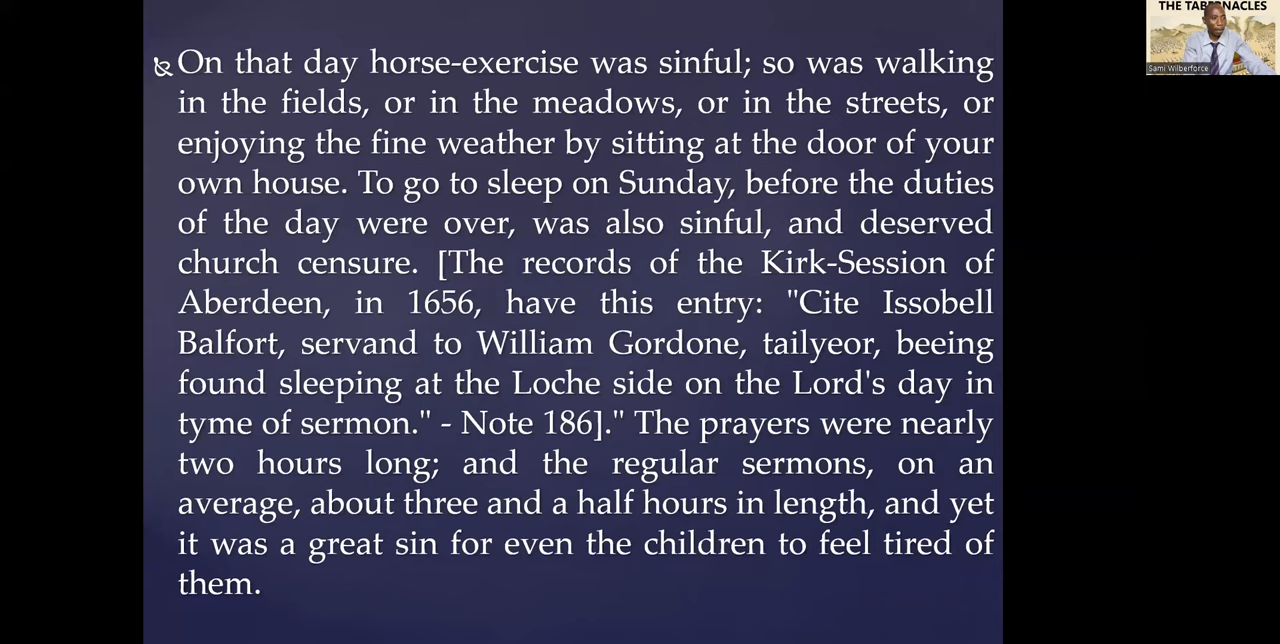 On that day horse-exercise was sinful; so was walking
in the fields, or in the meadows, or in the streets, or
enjoying the fine weather by sitting at the door of your
own house. To go to sleep on Sunday, before the duties
of the day were over, was also sinful, and deserved
church censure. [The records of the Kirk-Session of
Aberdeen, in 1656, have this entry: "Cite Issobell
Balfort, servand to William Gordone, tailyeor, beeing
found sleeping at the Loche side on the Lord's day in
tyme of sermon." - Note 186]." The prayers were nearly
two hours long; and the regular sermons, on an
average, about three and a half hours in length, and yet
it was a great sin for even the children to feel tired of
them.
THE TABERNACLES
Sami Wilberforce